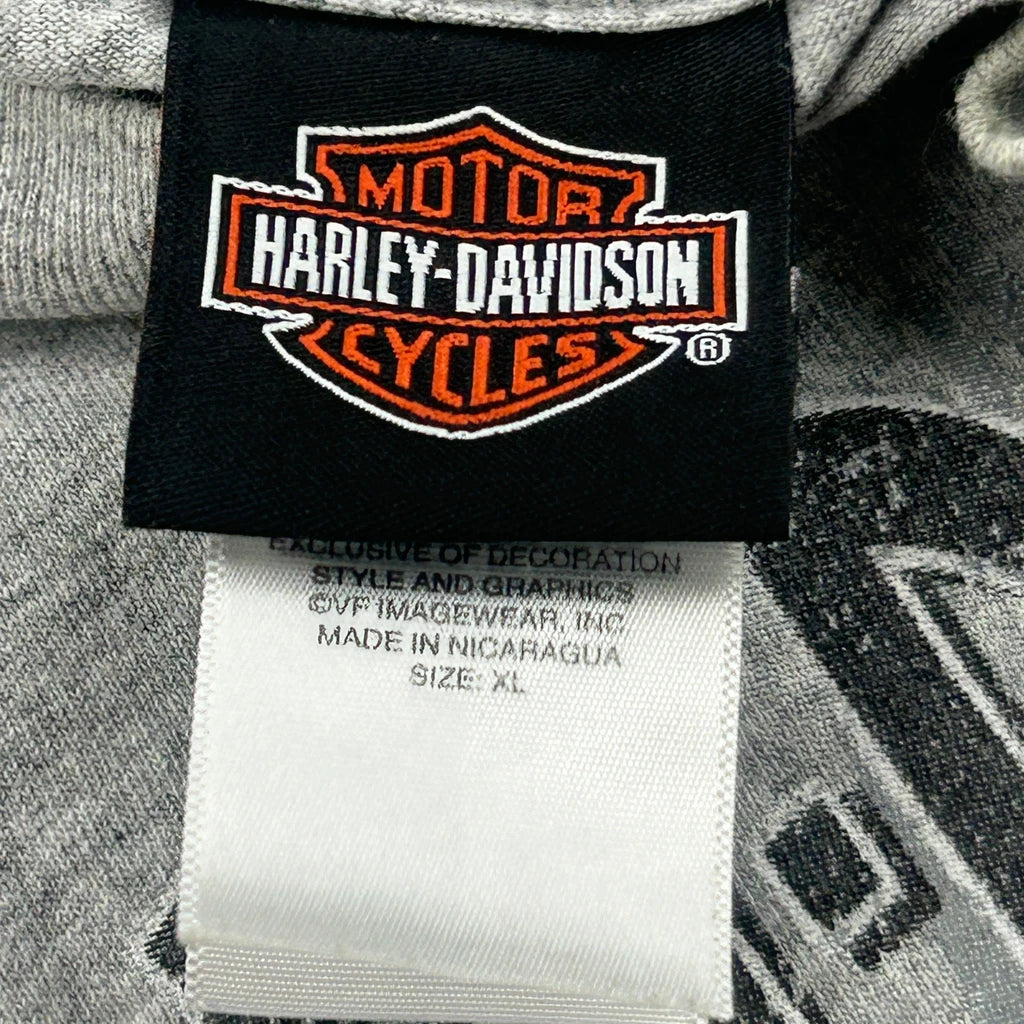 MOTOR
HARLEY-DAVIDSON
CYCLES
®
EXCLUSIVE OF DECORATION
STYLE AND GRAPHICS
©VF IMAGEWEAR, INC
MADE IN NICARAGUA
SIZE: XL